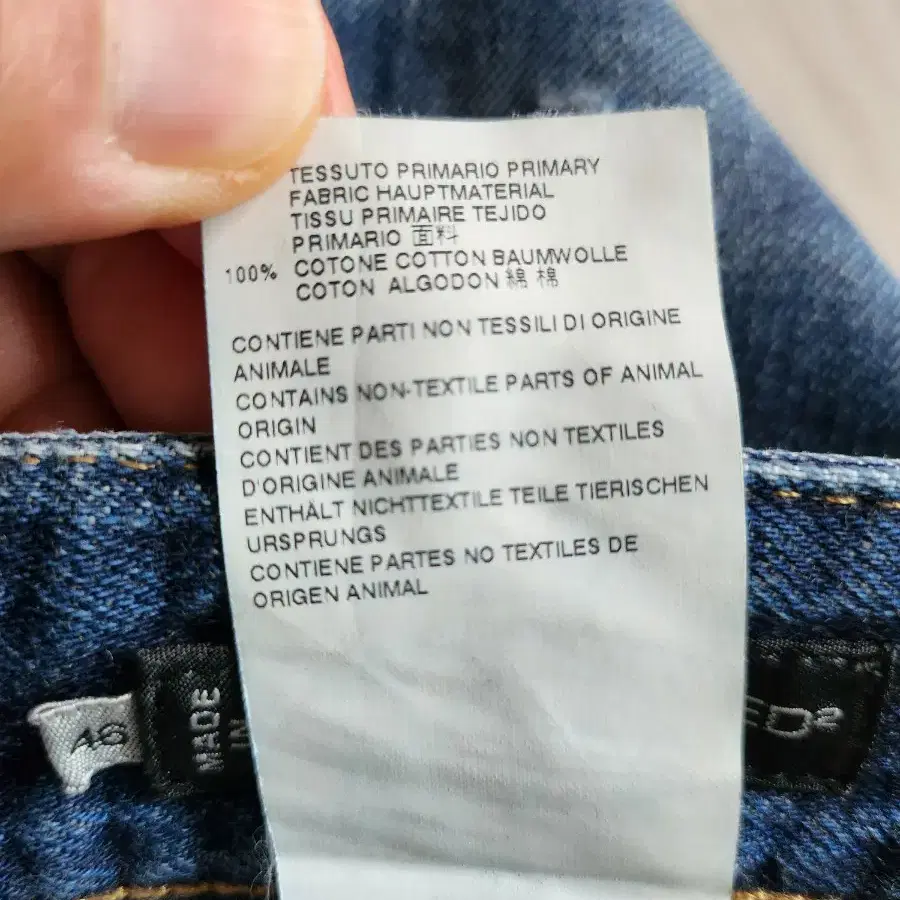 TESSUTO PRIMARIO PRIMARY
FABRIC HAUPTMATERIAL
TISSU PRIMAIRE TEJIDO
PRIMARIO 面料
100% COTONE COTTON BAUMWOLLE
COTON ALGODON 綿 棉
CONTIENE PARTI NON TESSILI DI ORIGINE
ANIMALE
CONTAINS NON-TEXTILE PARTS OF ANIMAL
ORIGIN
CONTIENT DES PARTIES NON TEXTILES
D'ORIGINE ANIMALE
ENTHÄLT NICHTTEXTILE TEILE TIERISCHEN
URSPRUNGS
CONTIENE PARTES NO TEXTILES DE
ORIGEN ANIMAL
46
MADE
ED2